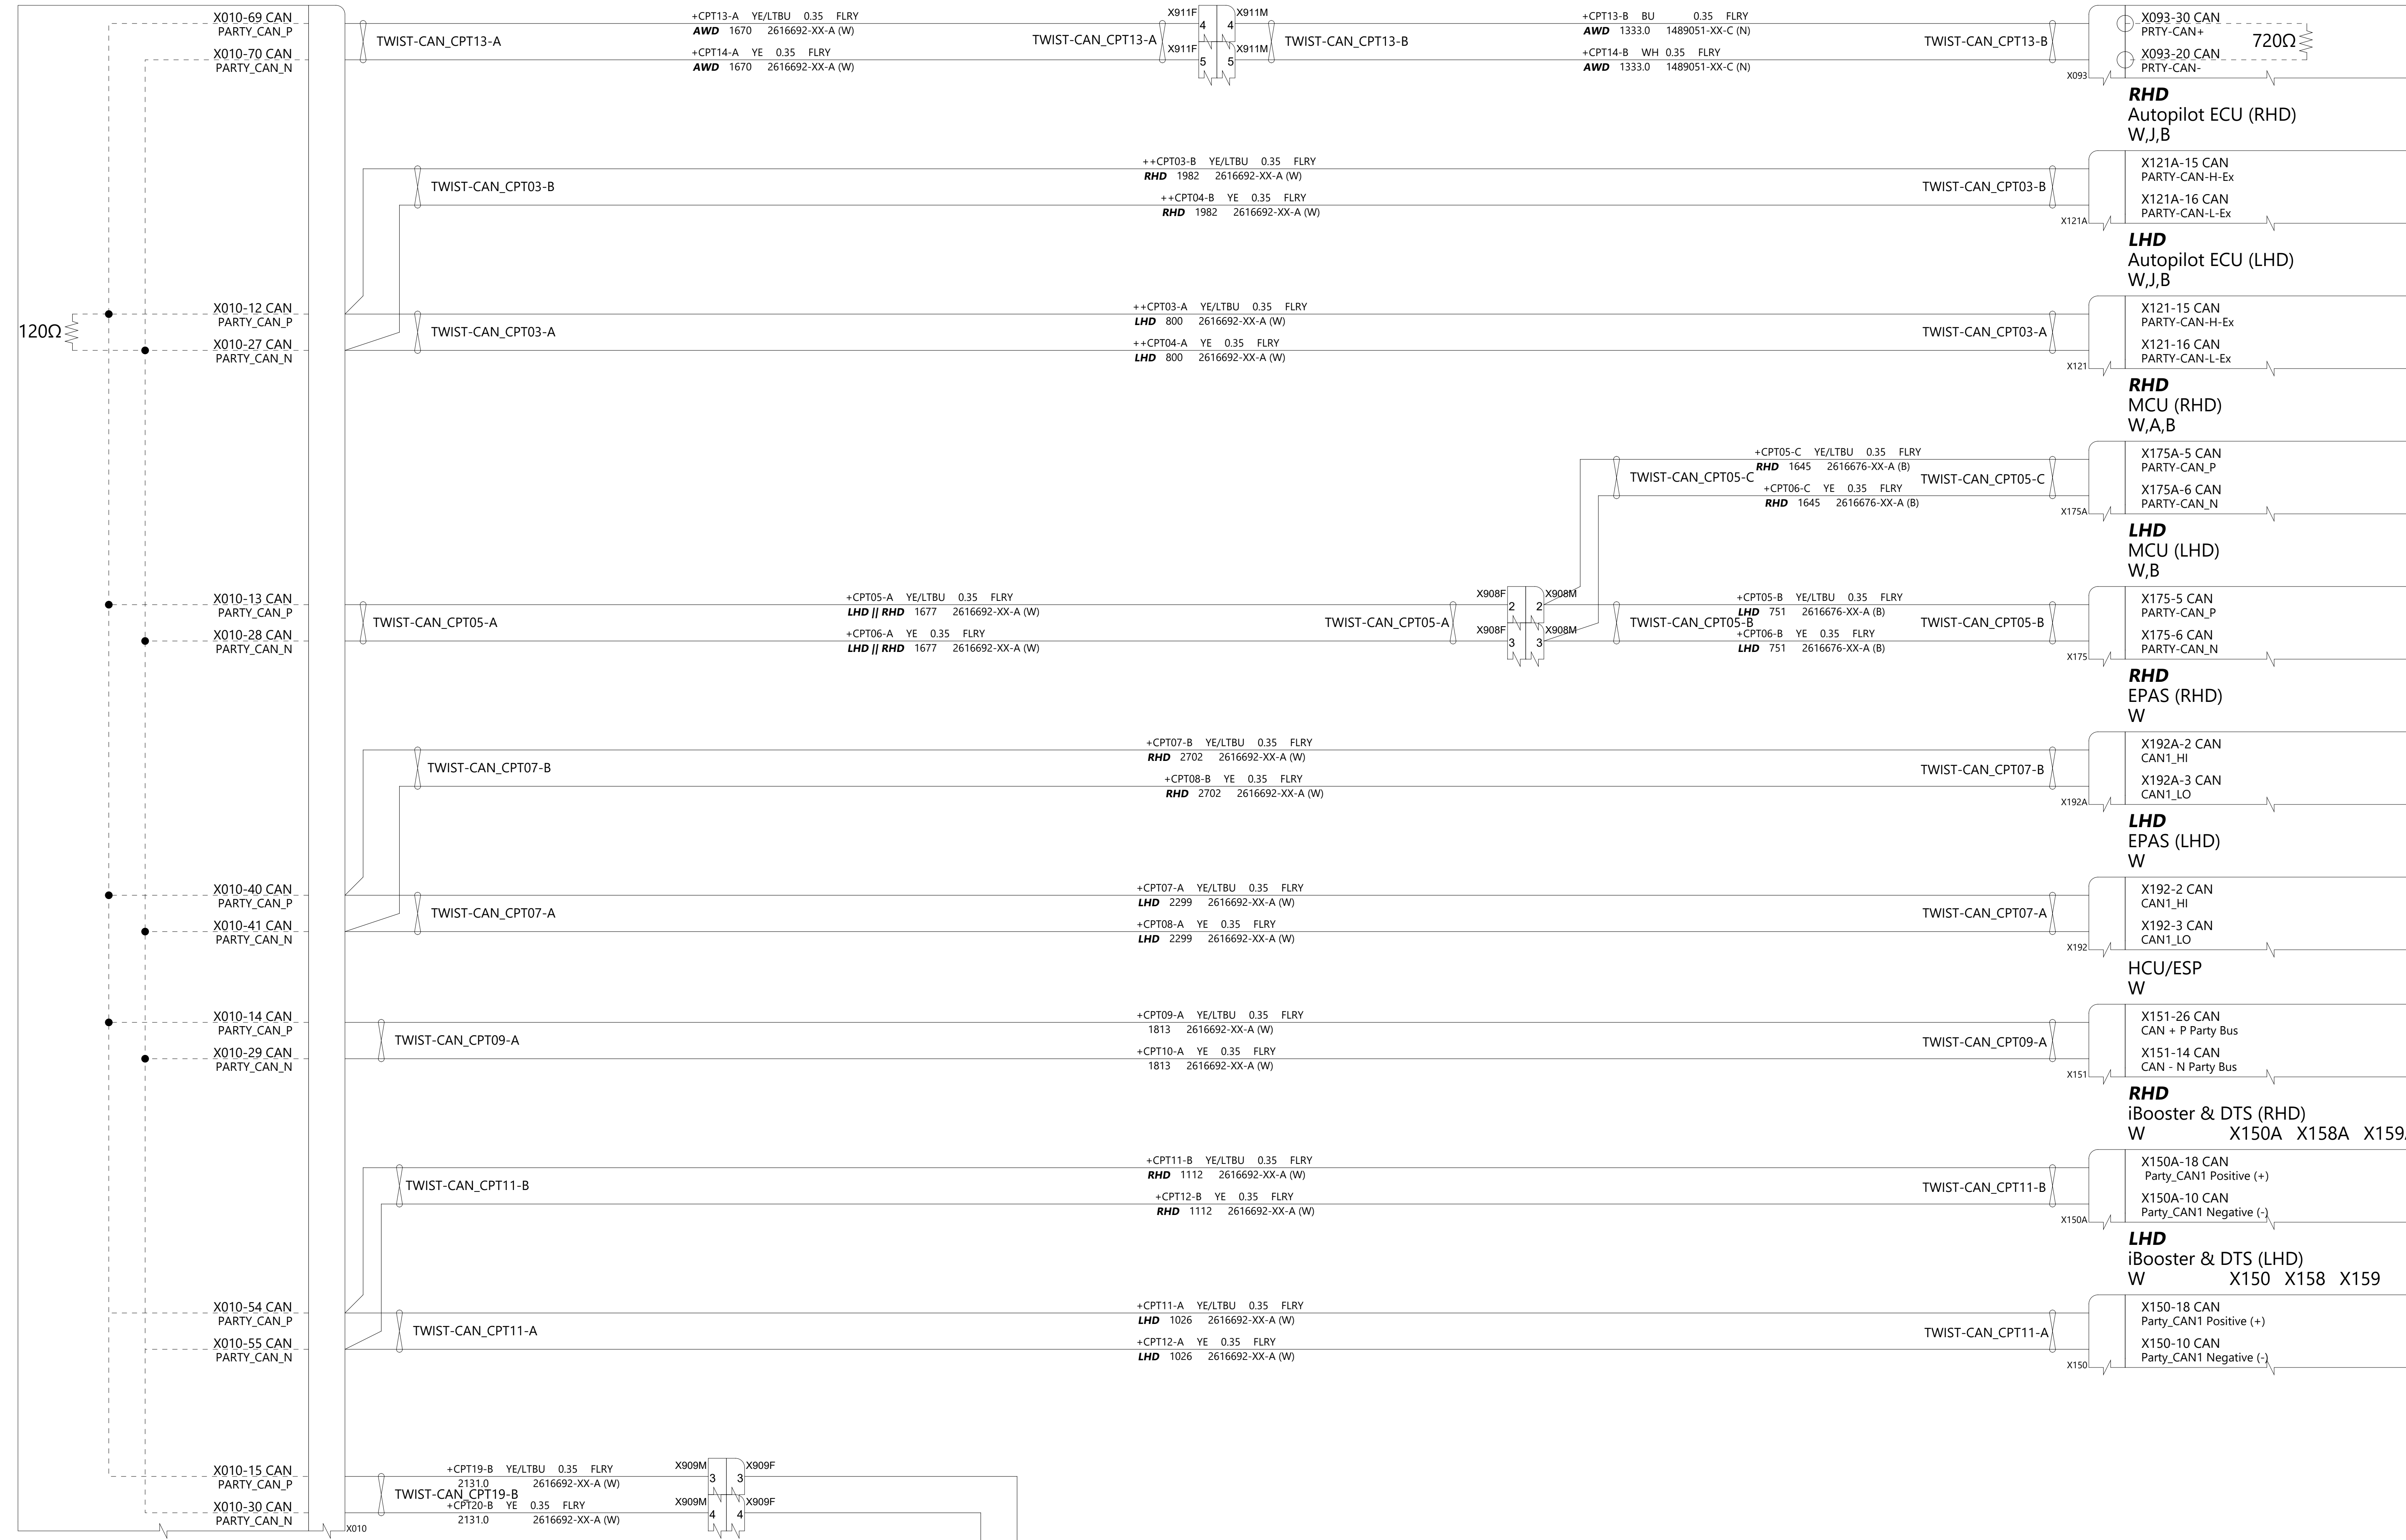 X010-69 CAN
PARTY_CAN_P
X010-70 CAN
PARTY_CAN_N
TWIST-CAN_CPT13-A
+CPT13-A YE/LTBU 0.35 FLRY
AWD 1670 2616692-XX-A (W)
+CPT14-A YE 0.35 FLRY
AWD 1670 2616692-XX-A (W)
TWIST-CAN_CPT13-A
X911F 4 4 X911M
X911F 5 5 X911M
TWIST-CAN_CPT13-B
+CPT13-B BU 0.35 FLRY
AWD 1333.0 1489051-XX-C (N)
+CPT14-B WH 0.35 FLRY
AWD 1333.0 1489051-XX-C (N)
TWIST-CAN_CPT13-B
X093-30 CAN
PRTY-CAN+
X093-20 CAN
PRTY-CAN-
720Ω
X093
RHD
Autopilot ECU (RHD)
W,J,B
TWIST-CAN_CPT03-B
++CPT03-B YE/LTBU 0.35 FLRY
RHD 1982 2616692-XX-A (W)
++CPT04-B YE 0.35 FLRY
RHD 1982 2616692-XX-A (W)
TWIST-CAN_CPT03-B
X121A-15 CAN
PARTY-CAN-H-Ex
X121A-16 CAN
PARTY-CAN-L-Ex
X121A
LHD
Autopilot ECU (LHD)
W,J,B
120Ω
X010-12 CAN
PARTY_CAN_P
X010-27 CAN
PARTY_CAN_N
TWIST-CAN_CPT03-A
++CPT03-A YE/LTBU 0.35 FLRY
LHD 800 2616692-XX-A (W)
++CPT04-A YE 0.35 FLRY
LHD 800 2616692-XX-A (W)
TWIST-CAN_CPT03-A
X121-15 CAN
PARTY-CAN-H-Ex
X121-16 CAN
PARTY-CAN-L-Ex
X121
RHD
MCU (RHD)
W,A,B
TWIST-CAN_CPT05-C
+CPT05-C YE/LTBU 0.35 FLRY
RHD 1645 2616676-XX-A (B)
+CPT06-C YE 0.35 FLRY
RHD 1645 2616676-XX-A (B)
TWIST-CAN_CPT05-C
X175A-5 CAN
PARTY-CAN_P
X175A-6 CAN
PARTY-CAN_N
X175A
LHD
MCU (LHD)
W,B
X010-13 CAN
PARTY_CAN_P
X010-28 CAN
PARTY_CAN_N
TWIST-CAN_CPT05-A
+CPT05-A YE/LTBU 0.35 FLRY
LHD || RHD 1677 2616692-XX-A (W)
+CPT06-A YE 0.35 FLRY
LHD || RHD 1677 2616692-XX-A (W)
TWIST-CAN_CPT05-A
X908F 2 2 X908M
X908F 3 3 X908M
TWIST-CAN_CPT05-B
+CPT05-B YE/LTBU 0.35 FLRY
LHD 751 2616676-XX-A (B)
+CPT06-B YE 0.35 FLRY
LHD 751 2616676-XX-A (B)
TWIST-CAN_CPT05-B
X175-5 CAN
PARTY-CAN_P
X175-6 CAN
PARTY-CAN_N
X175
RHD
EPAS (RHD)
W
TWIST-CAN_CPT07-B
+CPT07-B YE/LTBU 0.35 FLRY
RHD 2702 2616692-XX-A (W)
+CPT08-B YE 0.35 FLRY
RHD 2702 2616692-XX-A (W)
TWIST-CAN_CPT07-B
X192A-2 CAN
CAN1_HI
X192A-3 CAN
CAN1_LO
X192A
LHD
EPAS (LHD)
W
X010-40 CAN
PARTY_CAN_P
X010-41 CAN
PARTY_CAN_N
TWIST-CAN_CPT07-A
+CPT07-A YE/LTBU 0.35 FLRY
LHD 2299 2616692-XX-A (W)
+CPT08-A YE 0.35 FLRY
LHD 2299 2616692-XX-A (W)
TWIST-CAN_CPT07-A
X192-2 CAN
CAN1_HI
X192-3 CAN
CAN1_LO
X192
HCU/ESP
W
X010-14 CAN
PARTY_CAN_P
X010-29 CAN
PARTY_CAN_N
TWIST-CAN_CPT09-A
+CPT09-A YE/LTBU 0.35 FLRY
1813 2616692-XX-A (W)
+CPT10-A YE 0.35 FLRY
1813 2616692-XX-A (W)
TWIST-CAN_CPT09-A
X151-26 CAN
CAN + P Party Bus
X151-14 CAN
CAN - N Party Bus
X151
RHD
iBooster & DTS (RHD)
W X150A X158A X159A
TWIST-CAN_CPT11-B
+CPT11-B YE/LTBU 0.35 FLRY
RHD 1112 2616692-XX-A (W)
+CPT12-B YE 0.35 FLRY
RHD 1112 2616692-XX-A (W)
TWIST-CAN_CPT11-B
X150A-18 CAN
Party_CAN1 Positive (+)
X150A-10 CAN
Party_CAN1 Negative (-)
X150A
LHD
iBooster & DTS (LHD)
W X150 X158 X159
X010-54 CAN
PARTY_CAN_P
X010-55 CAN
PARTY_CAN_N
TWIST-CAN_CPT11-A
+CPT11-A YE/LTBU 0.35 FLRY
LHD 1026 2616692-XX-A (W)
+CPT12-A YE 0.35 FLRY
LHD 1026 2616692-XX-A (W)
TWIST-CAN_CPT11-A
X150-18 CAN
Party_CAN1 Positive (+)
X150-10 CAN
Party_CAN1 Negative (-)
X150
X010-15 CAN
PARTY_CAN_P
X010-30 CAN
PARTY_CAN_N
+CPT19-B YE/LTBU 0.35 FLRY
2131.0 2616692-XX-A (W)
TWIST-CAN_CPT19-B
+CPT20-B YE 0.35 FLRY
2131.0 2616692-XX-A (W)
X909M 3 3 X909F
X909M 4 4 X909F
X010